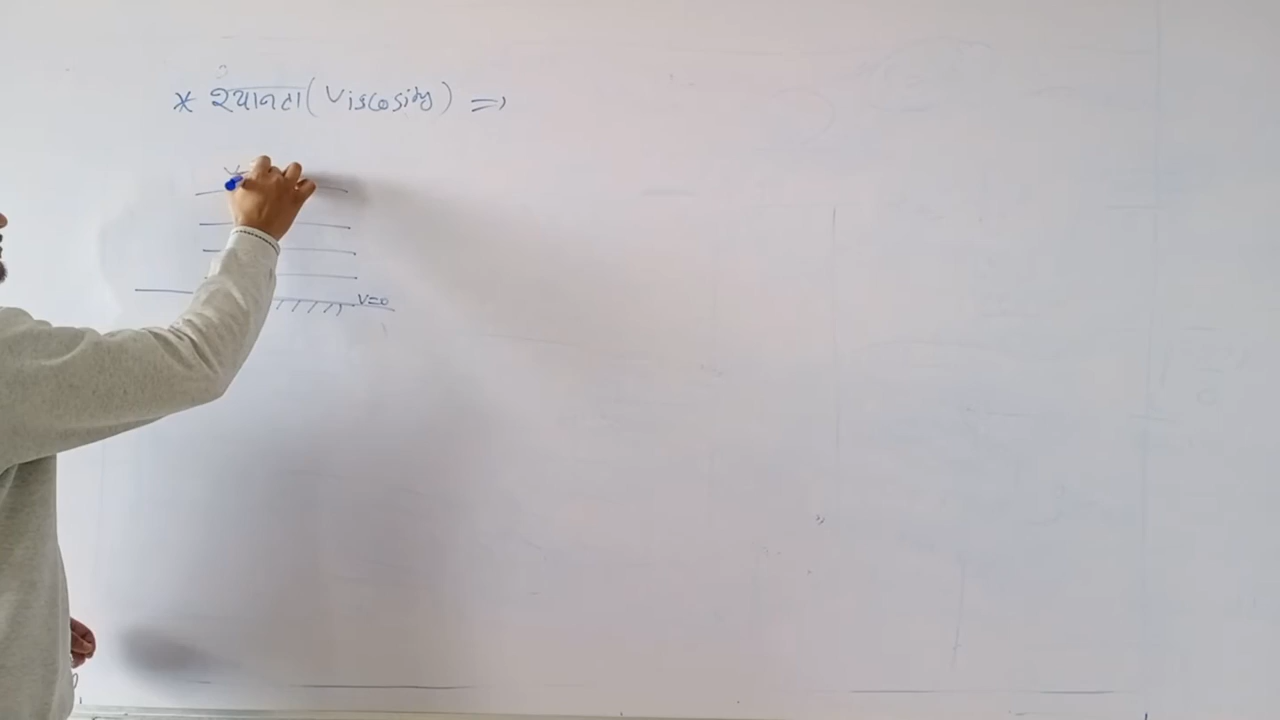 * श्यानता (Viscosity) =>
V
V=0